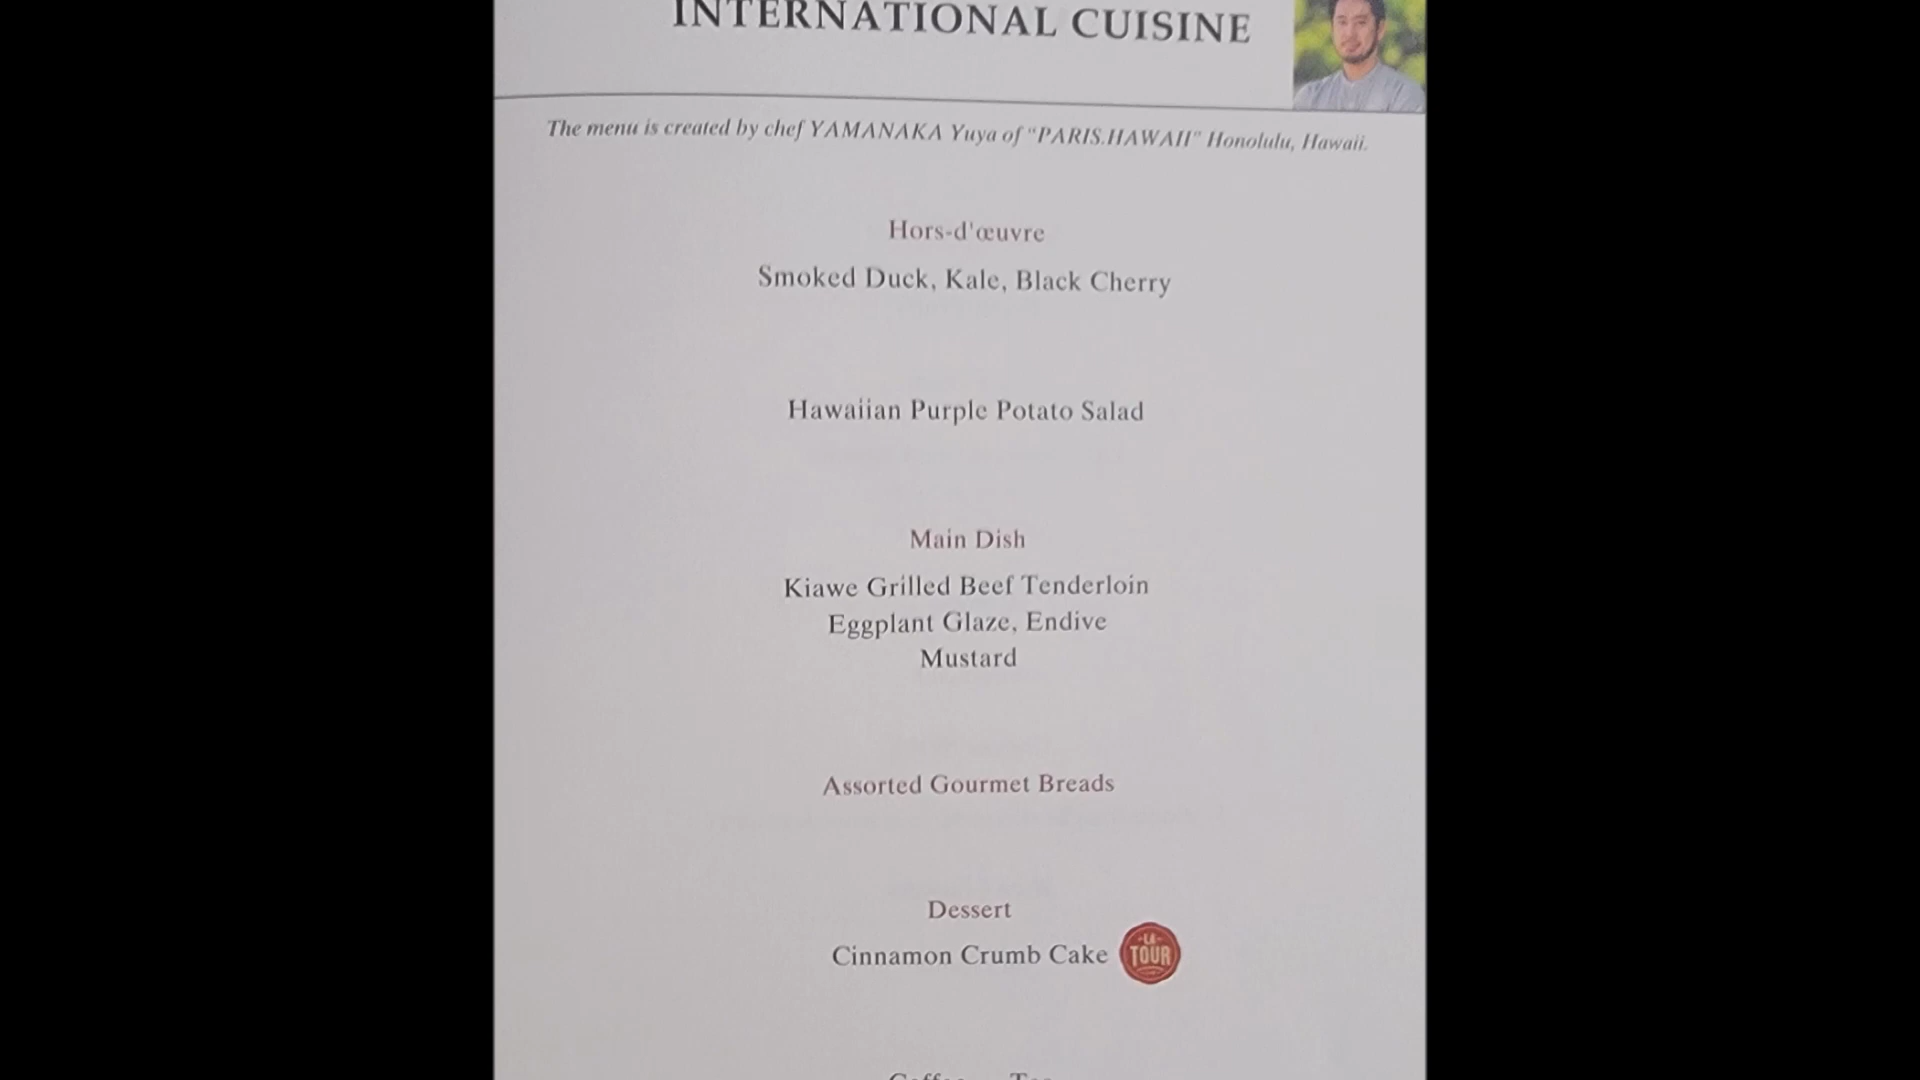 INTERNATIONAL CUISINE
The menu is created by chef YAMANAKA Yuya of "PARIS.HAWAII" Honolulu, Hawaii.
Hors-d'œuvre
Smoked Duck, Kale, Black Cherry
Hawaiian Purple Potato Salad
Main Dish
Kiawe Grilled Beef Tenderloin
Eggplant Glaze, Endive
Mustard
Assorted Gourmet Breads
Dessert
Cinnamon Crumb Cake
-LA-
TOUR